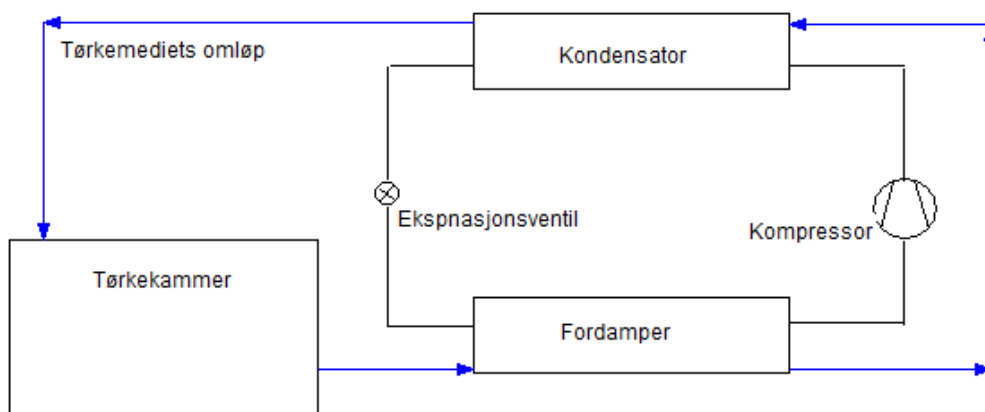 Kondensator
Tørkemediets omløp
Ekspnasjonsventil
Kompressor
Tørkekammer
Fordamper